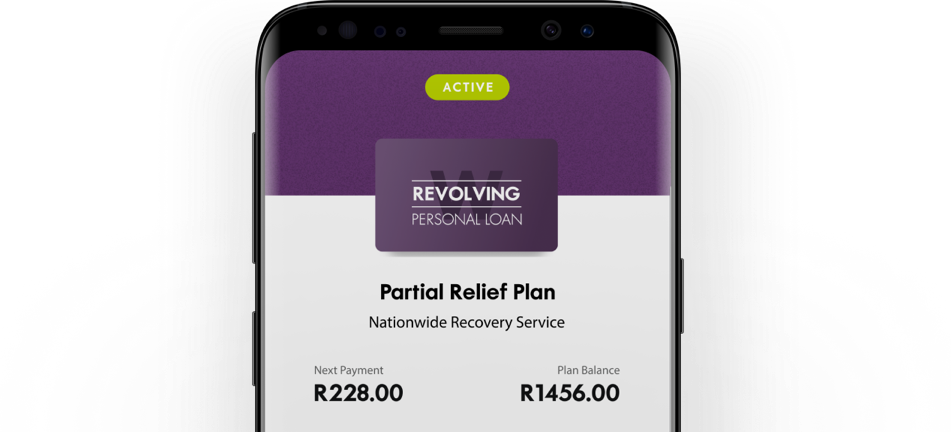 ACTIVE
W
REVOLVING
PERSONAL LOAN
Partial Relief Plan
Nationwide Recovery Service
Next Payment Plan Balance
R228.00 R1456.00